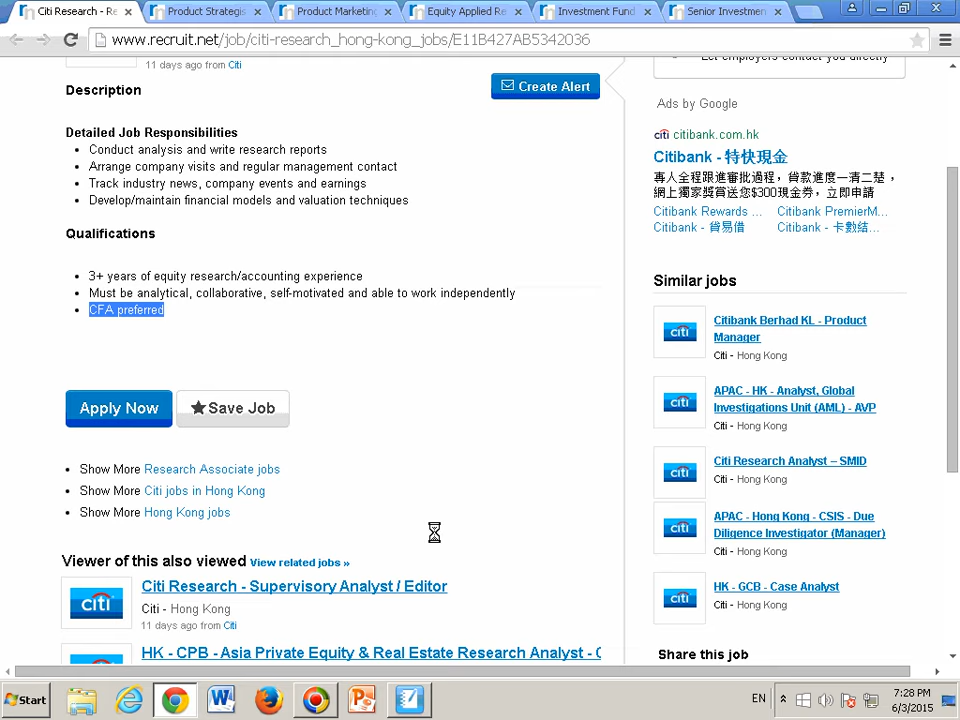 Citi Research - Re
Product Strategis
Product Marketing
Equity Applied Re
Investment Fund
Senior Investmen
www.recruit.net/job/citi-research_hong-kong_jobs/E11B427AB5342036
11 days ago from Citi
Description
Create Alert
Detailed Job Responsibilities
Conduct analysis and write research reports
Arrange company visits and regular management contact
Track industry news, company events and earnings
Develop/maintain financial models and valuation techniques
Qualifications
3+ years of equity research/accounting experience
Must be analytical, collaborative, self-motivated and able to work independently
CFA preferred
Apply Now
Save Job
Show More Research Associate jobs
Show More Citi jobs in Hong Kong
Show More Hong Kong jobs
Viewer of this also viewed View related jobs »
citi
Citi Research - Supervisory Analyst / Editor
Citi - Hong Kong
11 days ago from Citi
HK - CPB - Asia Private Equity & Real Estate Research Analyst - C
Let employers contact you directly
Ads by Google
citi citibank.com.hk
Citibank - 特快現金
專人全程跟進審批過程，貸款進度一清二楚，
網上獨家獎賞送您$300現金券，立即申請
Citibank Rewards ...
Citibank PremierM...
Citibank - 貸易借
Citibank - 卡數結...
Similar jobs
citi
Citibank Berhad KL - Product
Manager
Citi - Hong Kong
citi
APAC - HK - Analyst, Global
Investigations Unit (AML) - AVP
Citi - Hong Kong
citi
Citi Research Analyst – SMID
Citi - Hong Kong
citi
APAC - Hong Kong - CSIS - Due
Diligence Investigator (Manager)
Citi - Hong Kong
citi
HK - GCB - Case Analyst
Citi - Hong Kong
Share this job
Start
EN
7:28 PM
6/3/2015